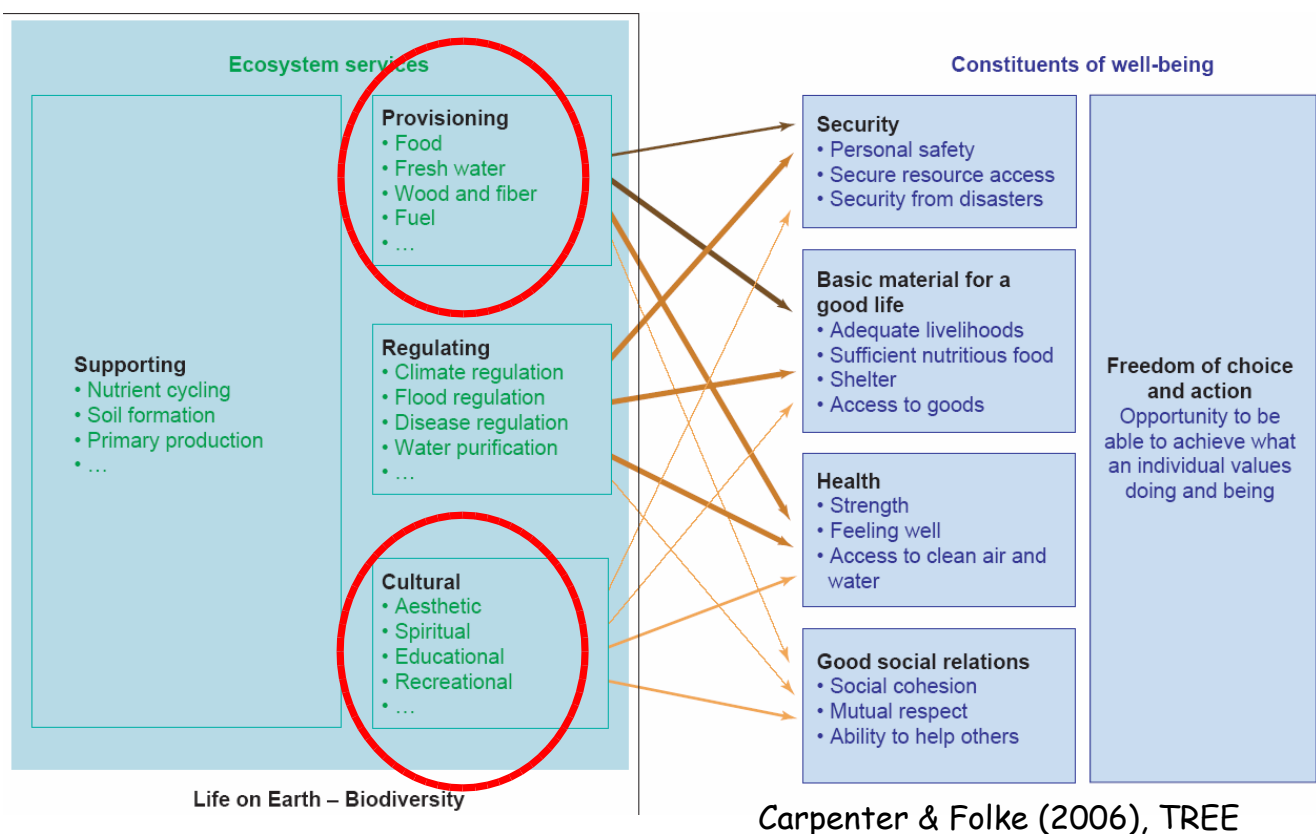 Ecosystem services
Supporting
• Nutrient cycling
• Soil formation
• Primary production
• ...
Provisioning
• Food
• Fresh water
• Wood and fiber
• Fuel
• ...
Regulating
• Climate regulation
• Flood regulation
• Disease regulation
• Water purification
• ...
Cultural
• Aesthetic
• Spiritual
• Educational
• Recreational
• ...
Life on Earth – Biodiversity
Constituents of well-being
Security
• Personal safety
• Secure resource access
• Security from disasters
Basic material for a
good life
• Adequate livelihoods
• Sufficient nutritious food
• Shelter
• Access to goods
Health
• Strength
• Feeling well
• Access to clean air and
water
Good social relations
• Social cohesion
• Mutual respect
• Ability to help others
Freedom of choice
and action
Opportunity to be
able to achieve what
an individual values
doing and being
Carpenter & Folke (2006), TREE